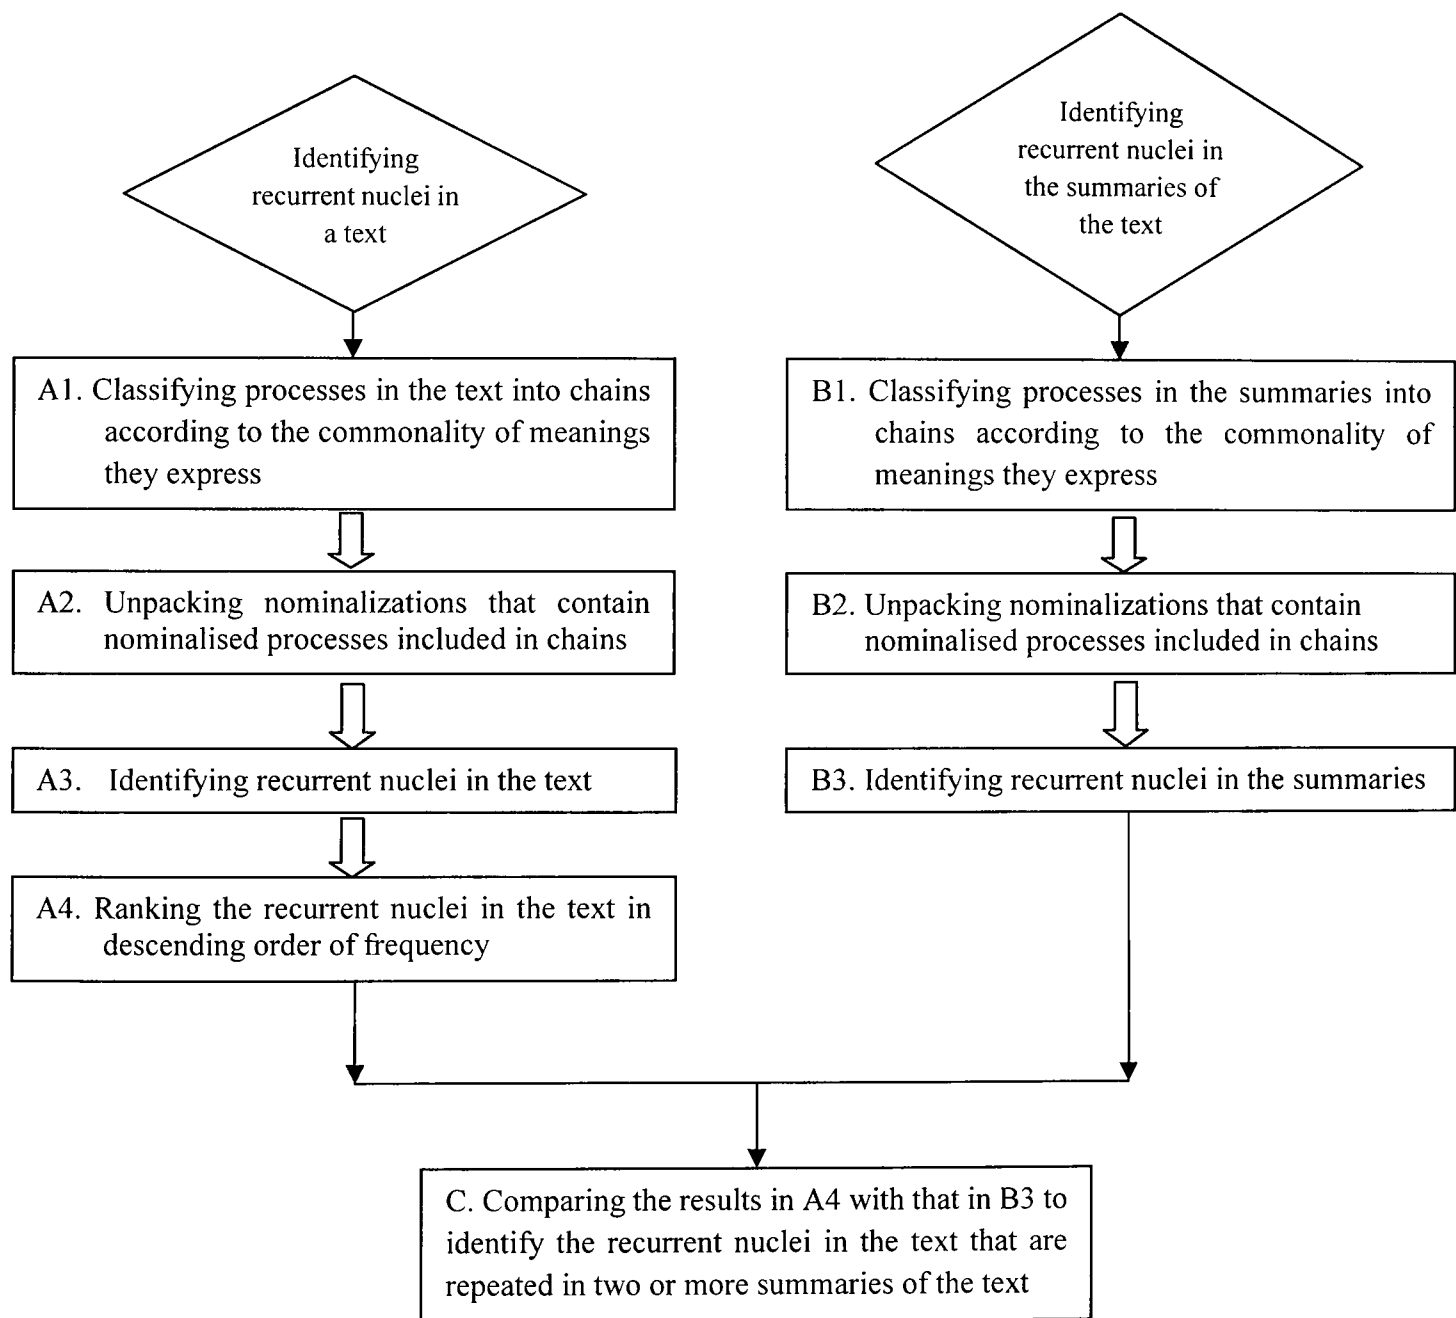 Identifying
recurrent nuclei in
a text
A1. Classifying processes in the text into chains
according to the commonality of meanings
they express
A2. Unpacking nominalizations that contain
nominalised processes included in chains
A3. Identifying recurrent nuclei in the text
A4. Ranking the recurrent nuclei in the text in
descending order of frequency
Identifying
recurrent nuclei in
the summaries of
the text
B1. Classifying processes in the summaries into
chains according to the commonality of
meanings they express
B2. Unpacking nominalizations that contain
nominalised processes included in chains
B3. Identifying recurrent nuclei in the summaries
C. Comparing the results in A4 with that in B3 to
identify the recurrent nuclei in the text that are
repeated in two or more summaries of the text